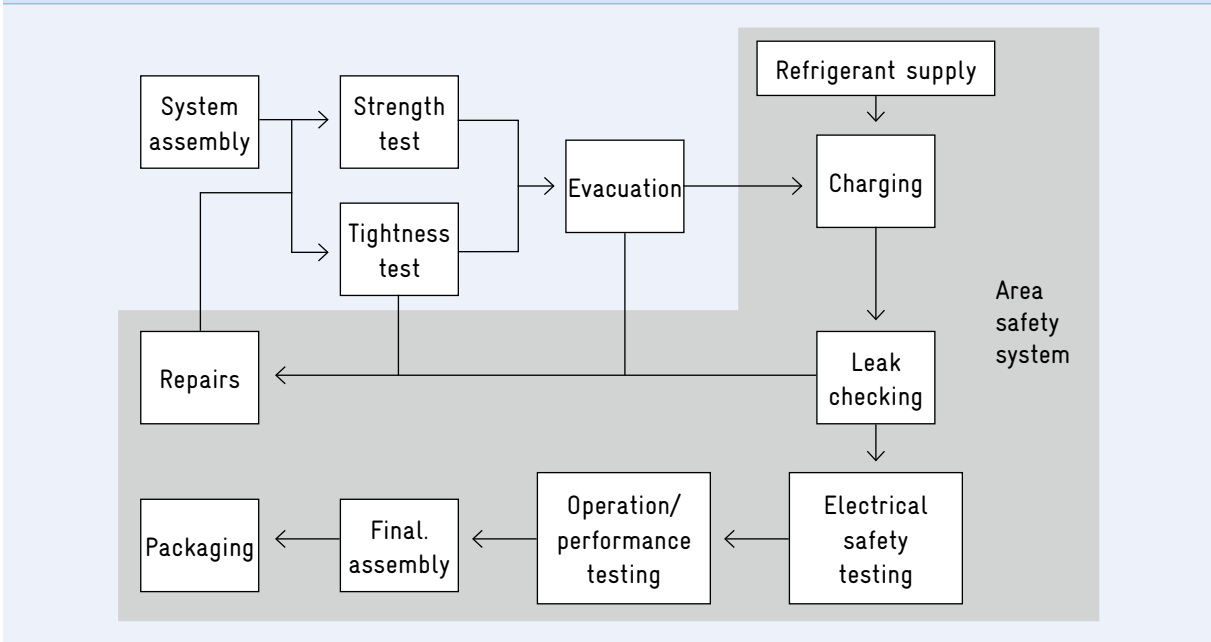 Refrigerant supply
System
assembly
Strength
test
Evacuation
Charging
Tightness
test
Area
safety
system
Repairs
Leak
checking
Packaging
Final.
assembly
Operation/
performance
testing
Electrical
safety
testing